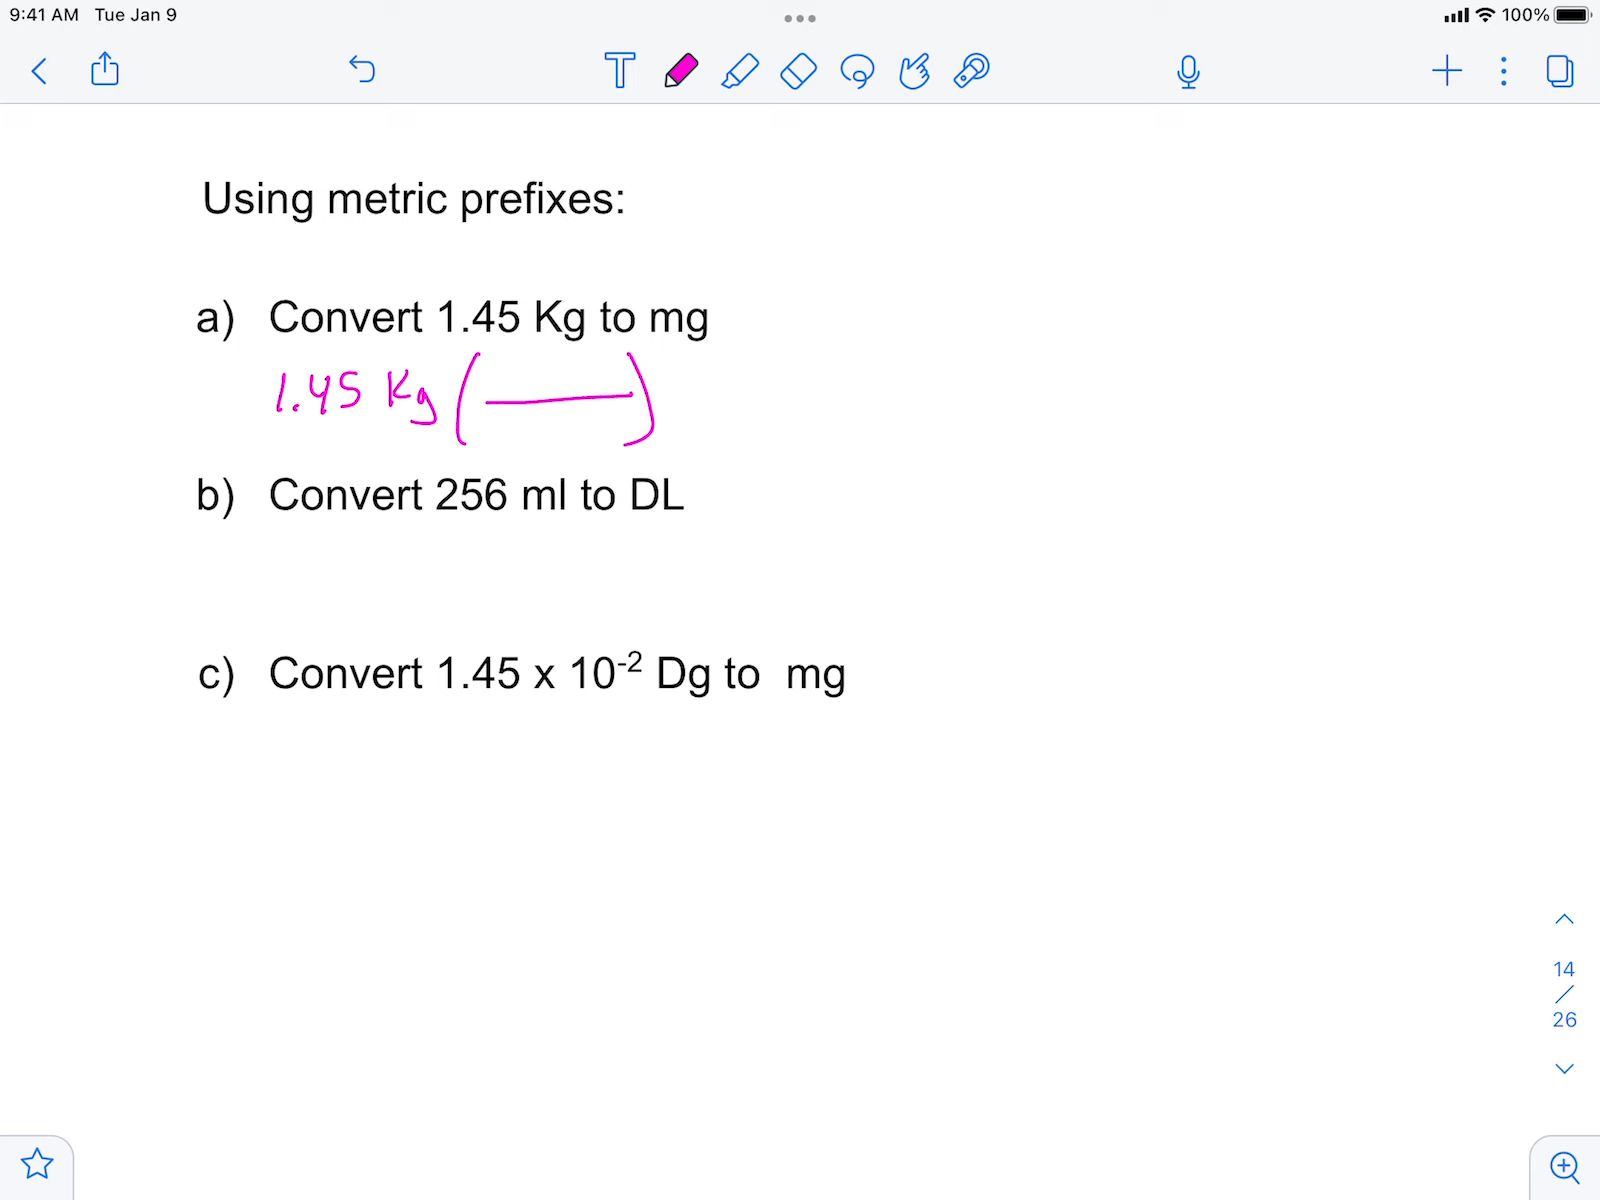 9:41 AM Tue Jan 9 100%
Using metric prefixes:
a) Convert 1.45 Kg to mg
1.45 Kg (—)
b) Convert 256 ml to DL
c) Convert 1.45 x 10⁻² Dg to mg
14
/
26